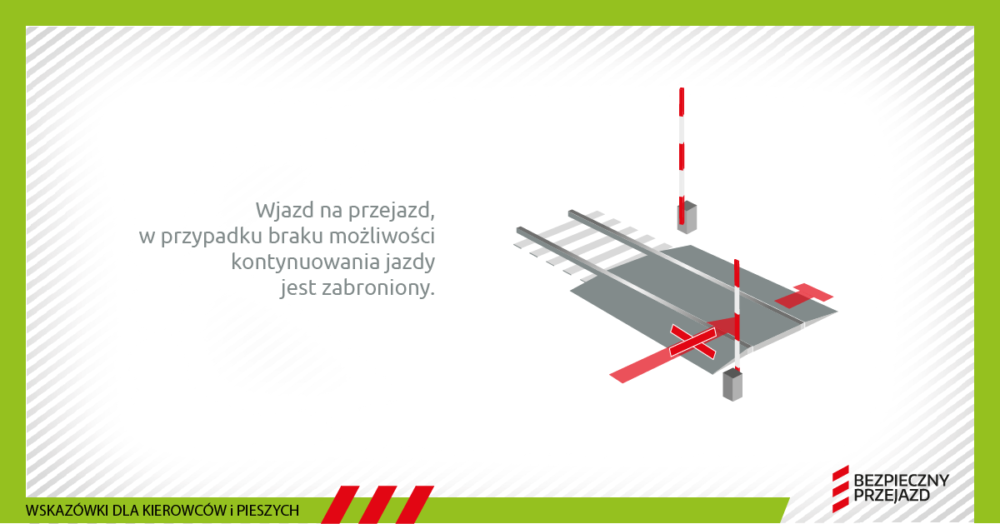 Wjazd na przejazd,
w przypadku braku możliwości
kontynuowania jazdy
jest zabroniony.
WSKAZÓWKI DLA KIEROWCÓW i PIESZYCH
BEZPIECZNY
PRZEJAZD